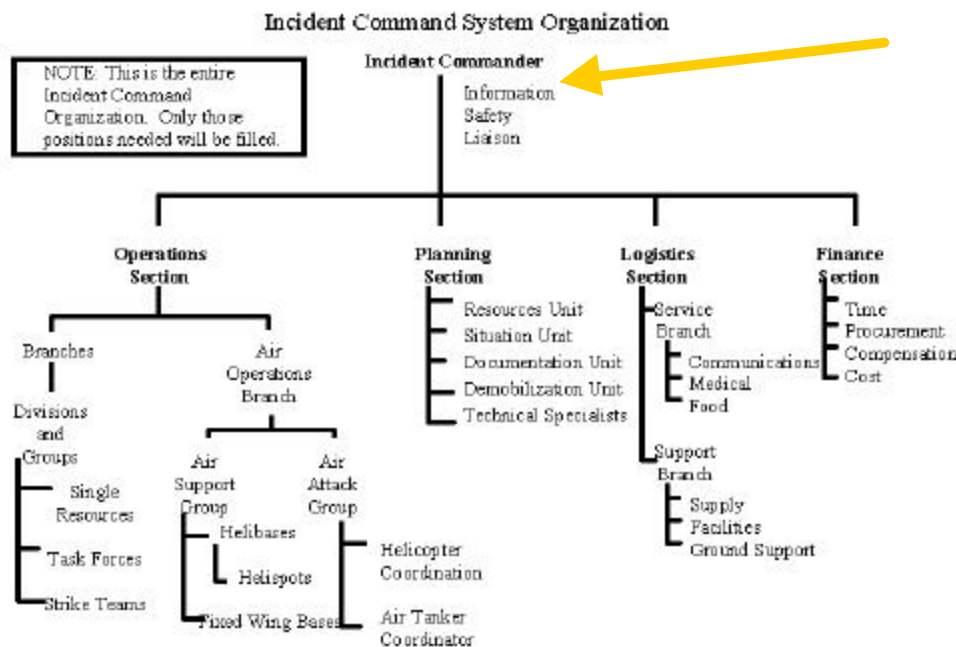 Incident Command System Organization
NOTE: This is the entire
Incident Command
Organization. Only those
positions needed will be filled.
Incident Commander
Information
Safety
Liaison
Operations
Section
Branches
Divisions
and
Groups
Single
Resources
Task Forces
Strike Teams
Air
Operations
Branch
Air
Support
Group
Helibases
Helispots
Fixed Wing Bases
Air
Attack
Group
Helicopter
Coordination
Air Tanker
Coordinator
Planning
Section
Resources Unit
Situation Unit
Documentation Unit
Demobilization Unit
Technical Specialists
Logistics
Section
Service
Branch
Communications
Medical
Food
Support
Branch
Supply
Facilities
Ground Support
Finance
Section
Time
Procurement
Compensation
Cost